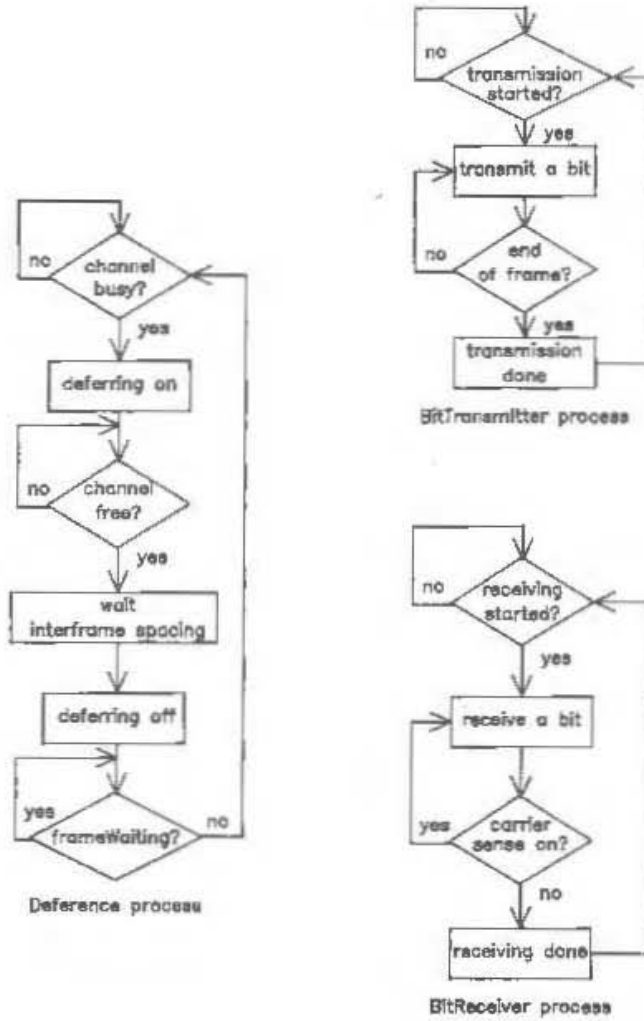 no
channel
busy?
yes
deferring on
no
channel
free?
yes
wait
interframe spacing
deferring off
yes
frameWaiting?
no
Deference process
no
transmission
started?
yes
transmit a bit
no
end
of frame?
yes
transmission
done
BitTransmitter process
no
receiving
started?
yes
receive a bit
yes
carrier
sense on?
no
receiving done
BitReceiver process